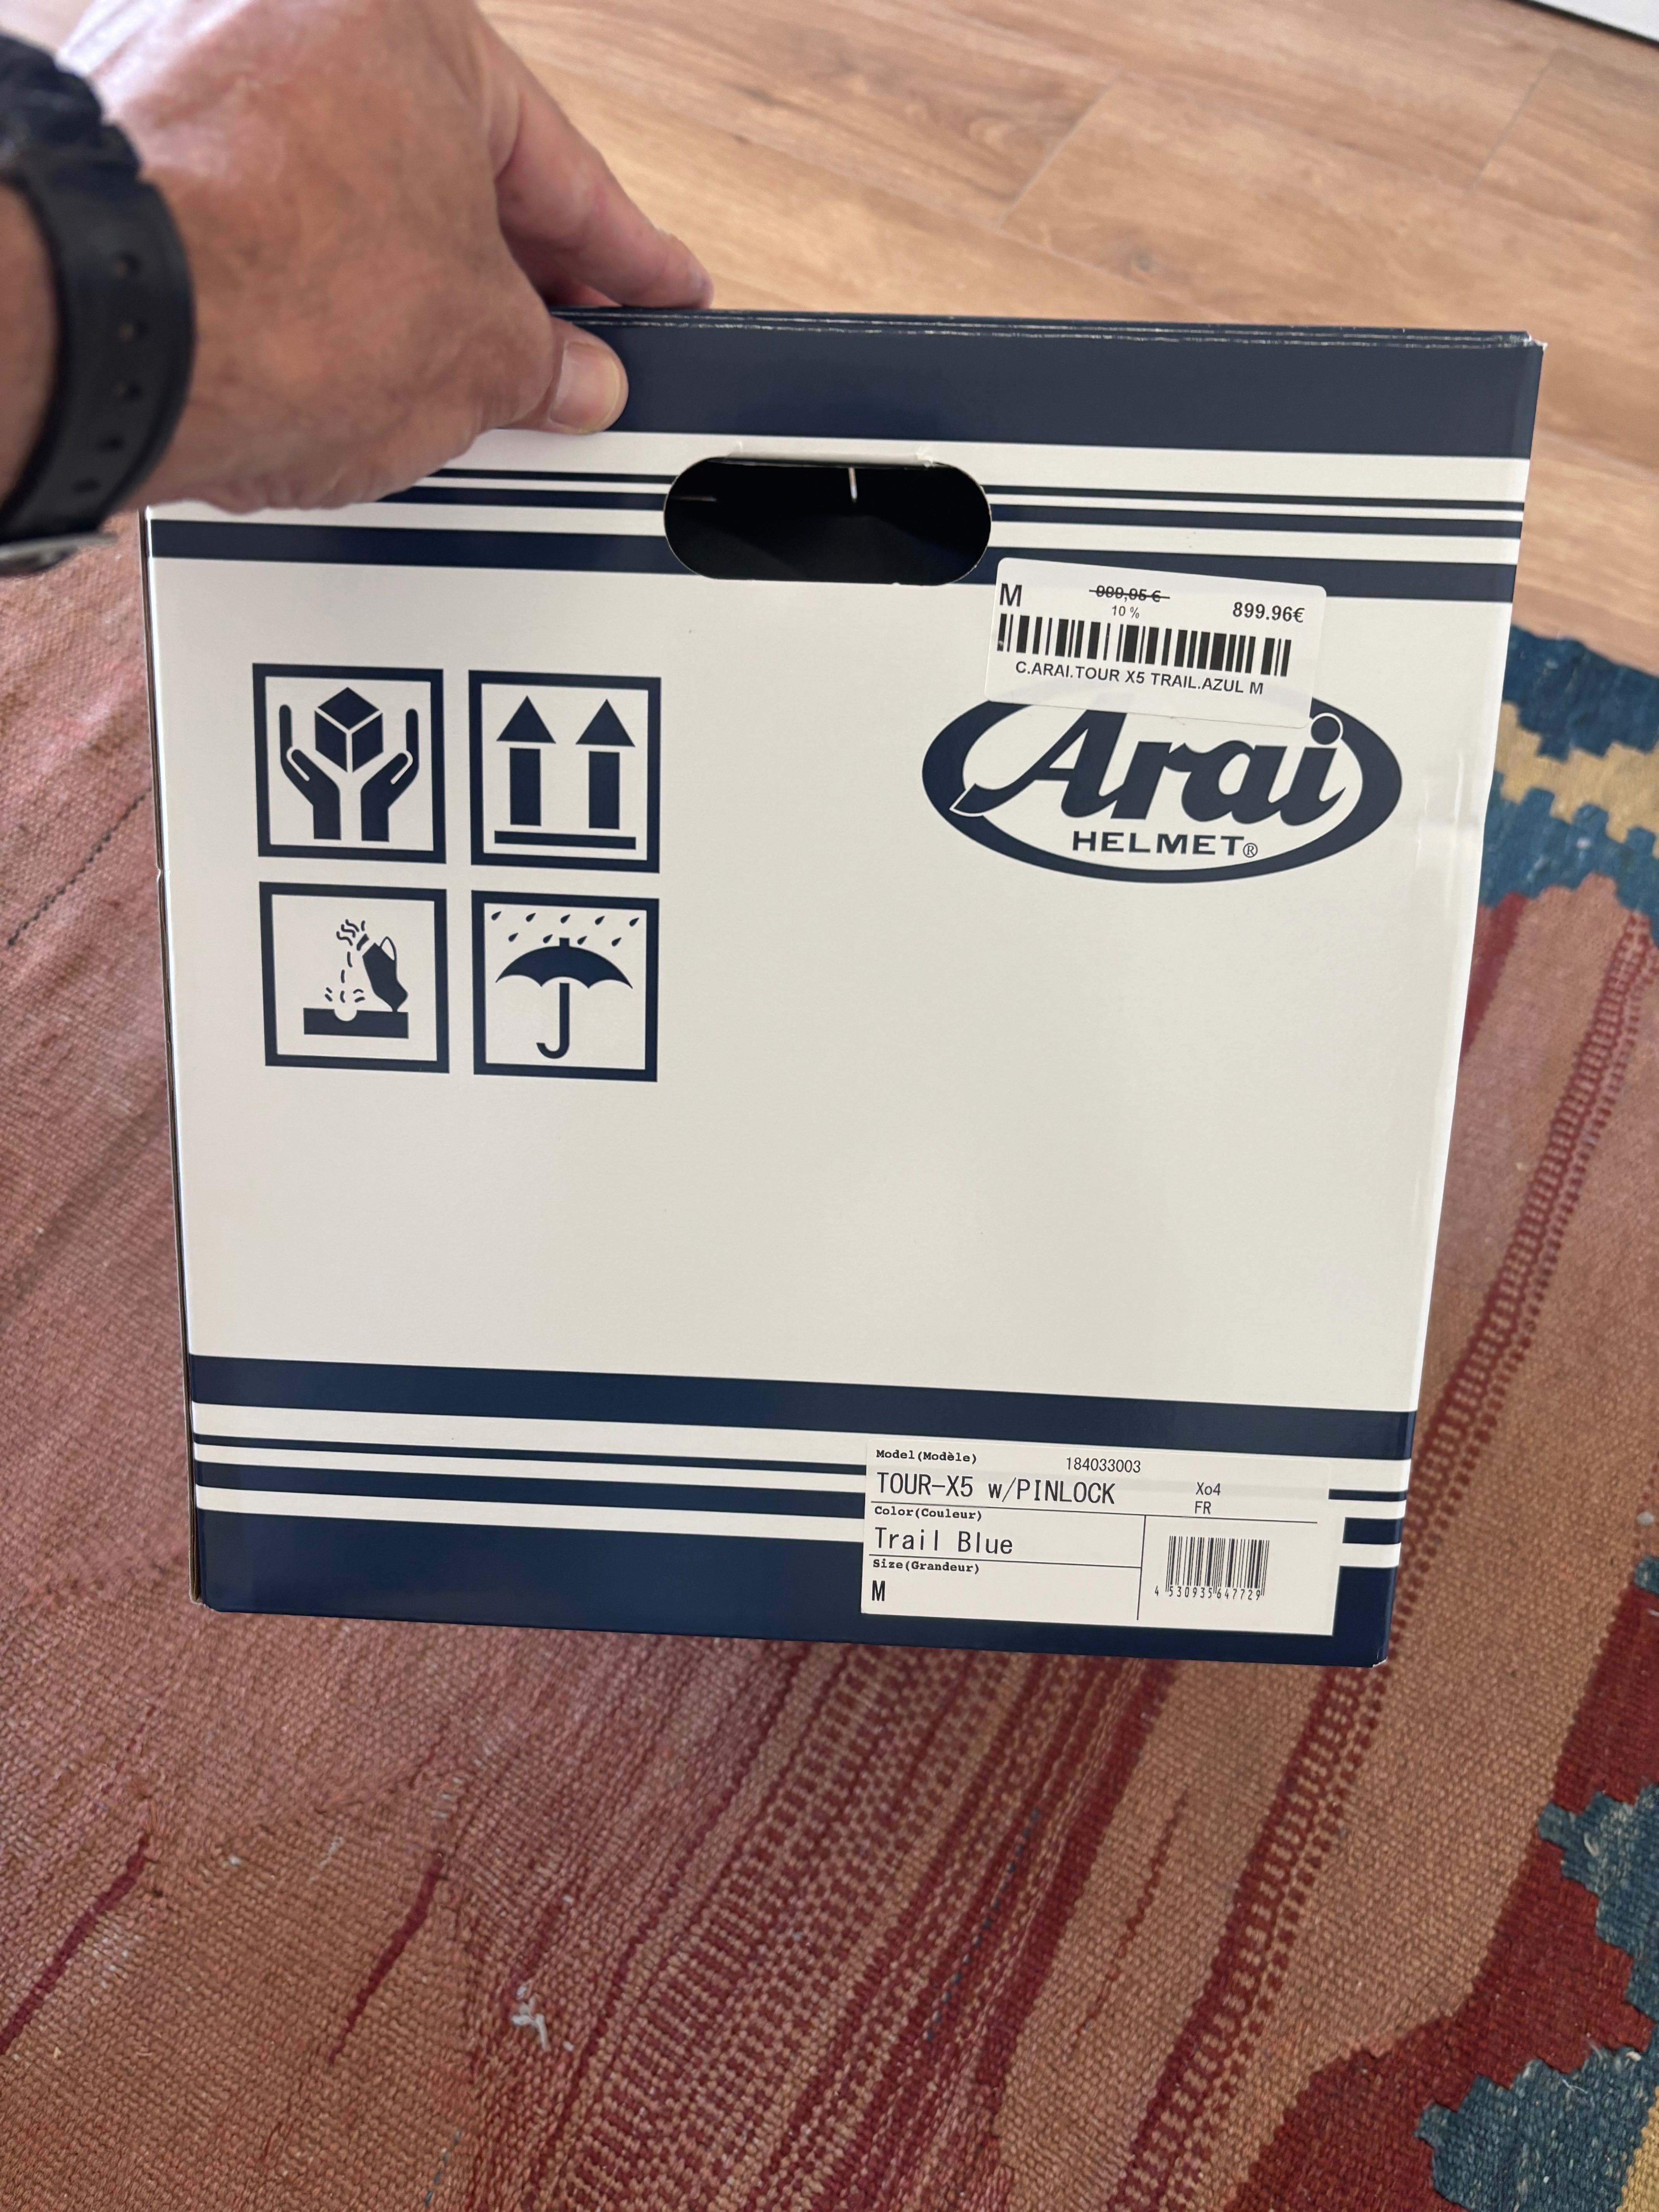 M 999,95 € 899.96€
10 %
C.ARAI.TOUR X5 TRAIL.AZUL M
Arai
HELMET®
Model(Modèle) 184033003
TOUR-X5 w/PINLOCK Xo4
FR
Color(Couleur)
Trail Blue
Size(Grandeur)
M
4 530935 647729